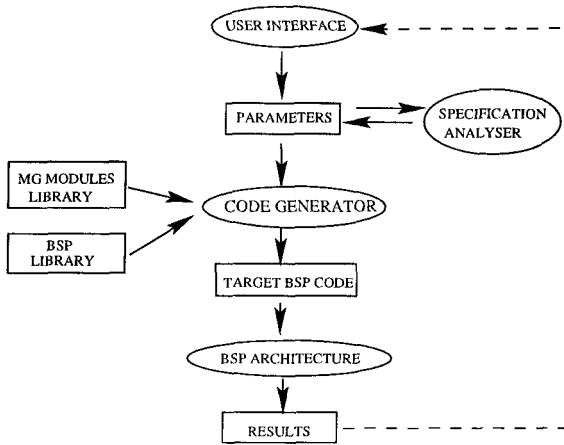 USER INTERFACE
PARAMETERS
SPECIFICATION
ANALYSER
MG MODULES
LIBRARY
CODE GENERATOR
BSP
LIBRARY
TARGET BSP CODE
BSP ARCHITECTURE
RESULTS